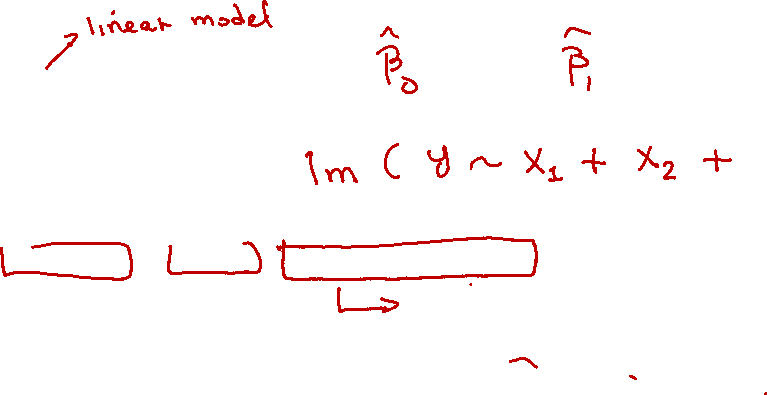 linear model
β̂₀ β̂₁
lm ( y ~ x₁ + x₂ +